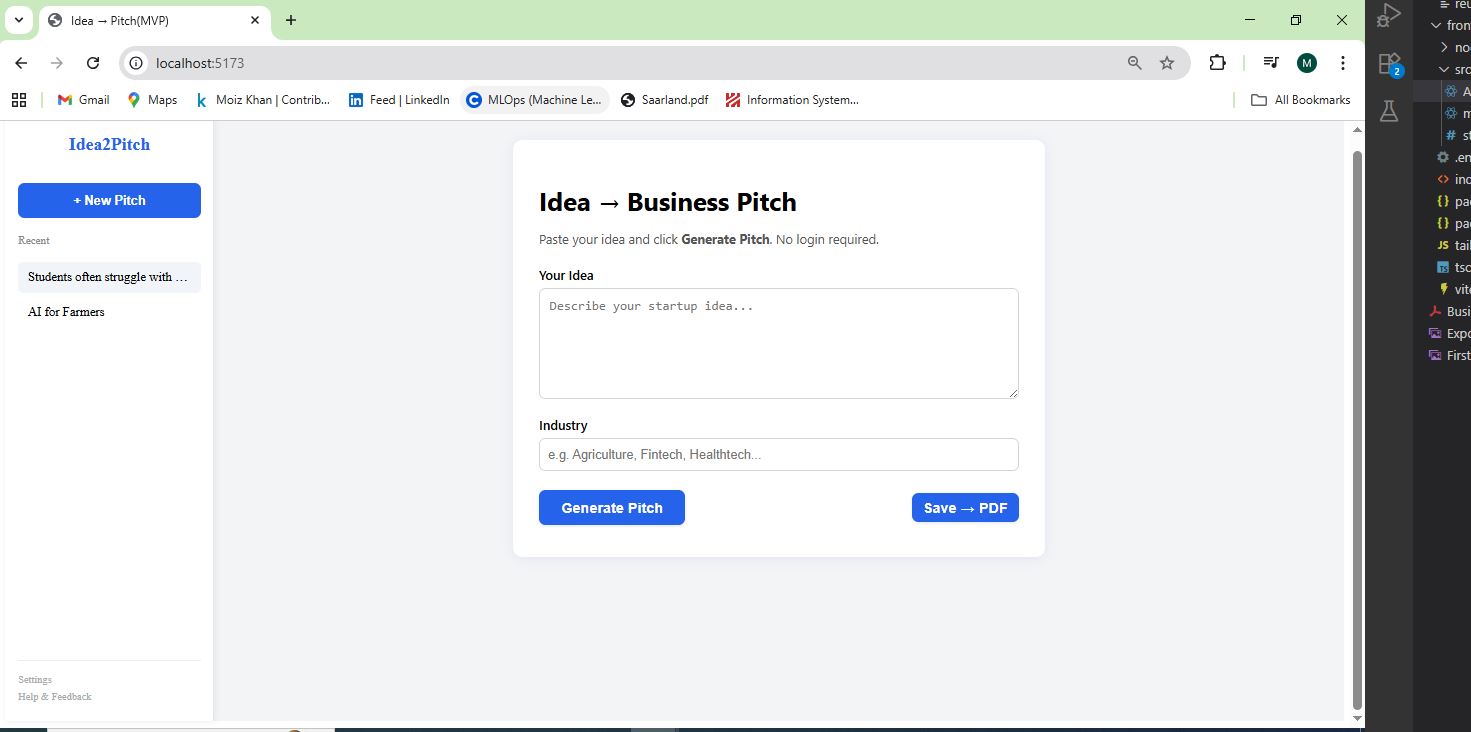 Idea → Pitch(MVP)
localhost:5173
M
2
Gmail
Maps
Moiz Khan | Contrib...
Feed | LinkedIn
MLOps (Machine Le...
Saarland.pdf
Information System...
All Bookmarks
Idea2Pitch
+ New Pitch
Recent
Students often struggle with ...
AI for Farmers
Settings
Help & Feedback
Idea → Business Pitch
Paste your idea and click Generate Pitch. No login required.
Your Idea
Describe your startup idea...
Industry
e.g. Agriculture, Fintech, Healthtech...
Generate Pitch
Save → PDF
reu
fron
no
src
A
m
# st
.en
<> ind
{} pac
{} pac
JS tail
TS tsc
vite
Busi
Expo
First